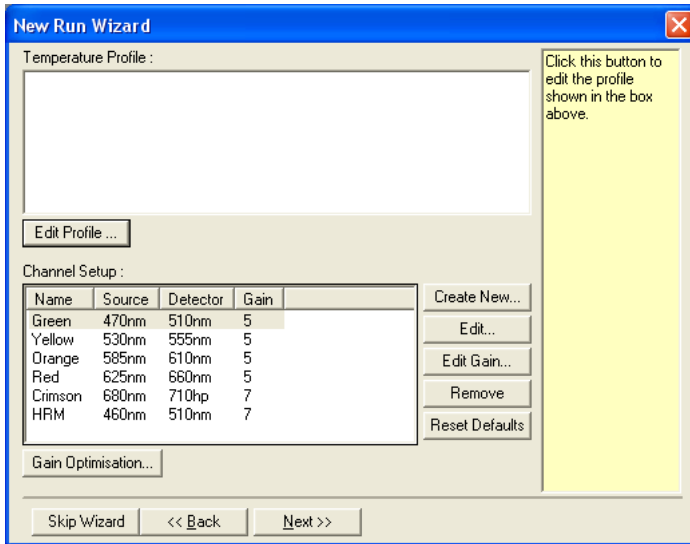 New Run Wizard
Temperature Profile :
Click this button to
edit the profile
shown in the box
above.
Edit Profile ...
Channel Setup :
Name Source Detector Gain
Green 470nm 510nm 5
Yellow 530nm 555nm 5
Orange 585nm 610nm 5
Red 625nm 660nm 5
Crimson 680nm 710hp 7
HRM 460nm 510nm 7
Create New...
Edit...
Edit Gain...
Remove
Reset Defaults
Gain Optimisation...
Skip Wizard << Back Next >>